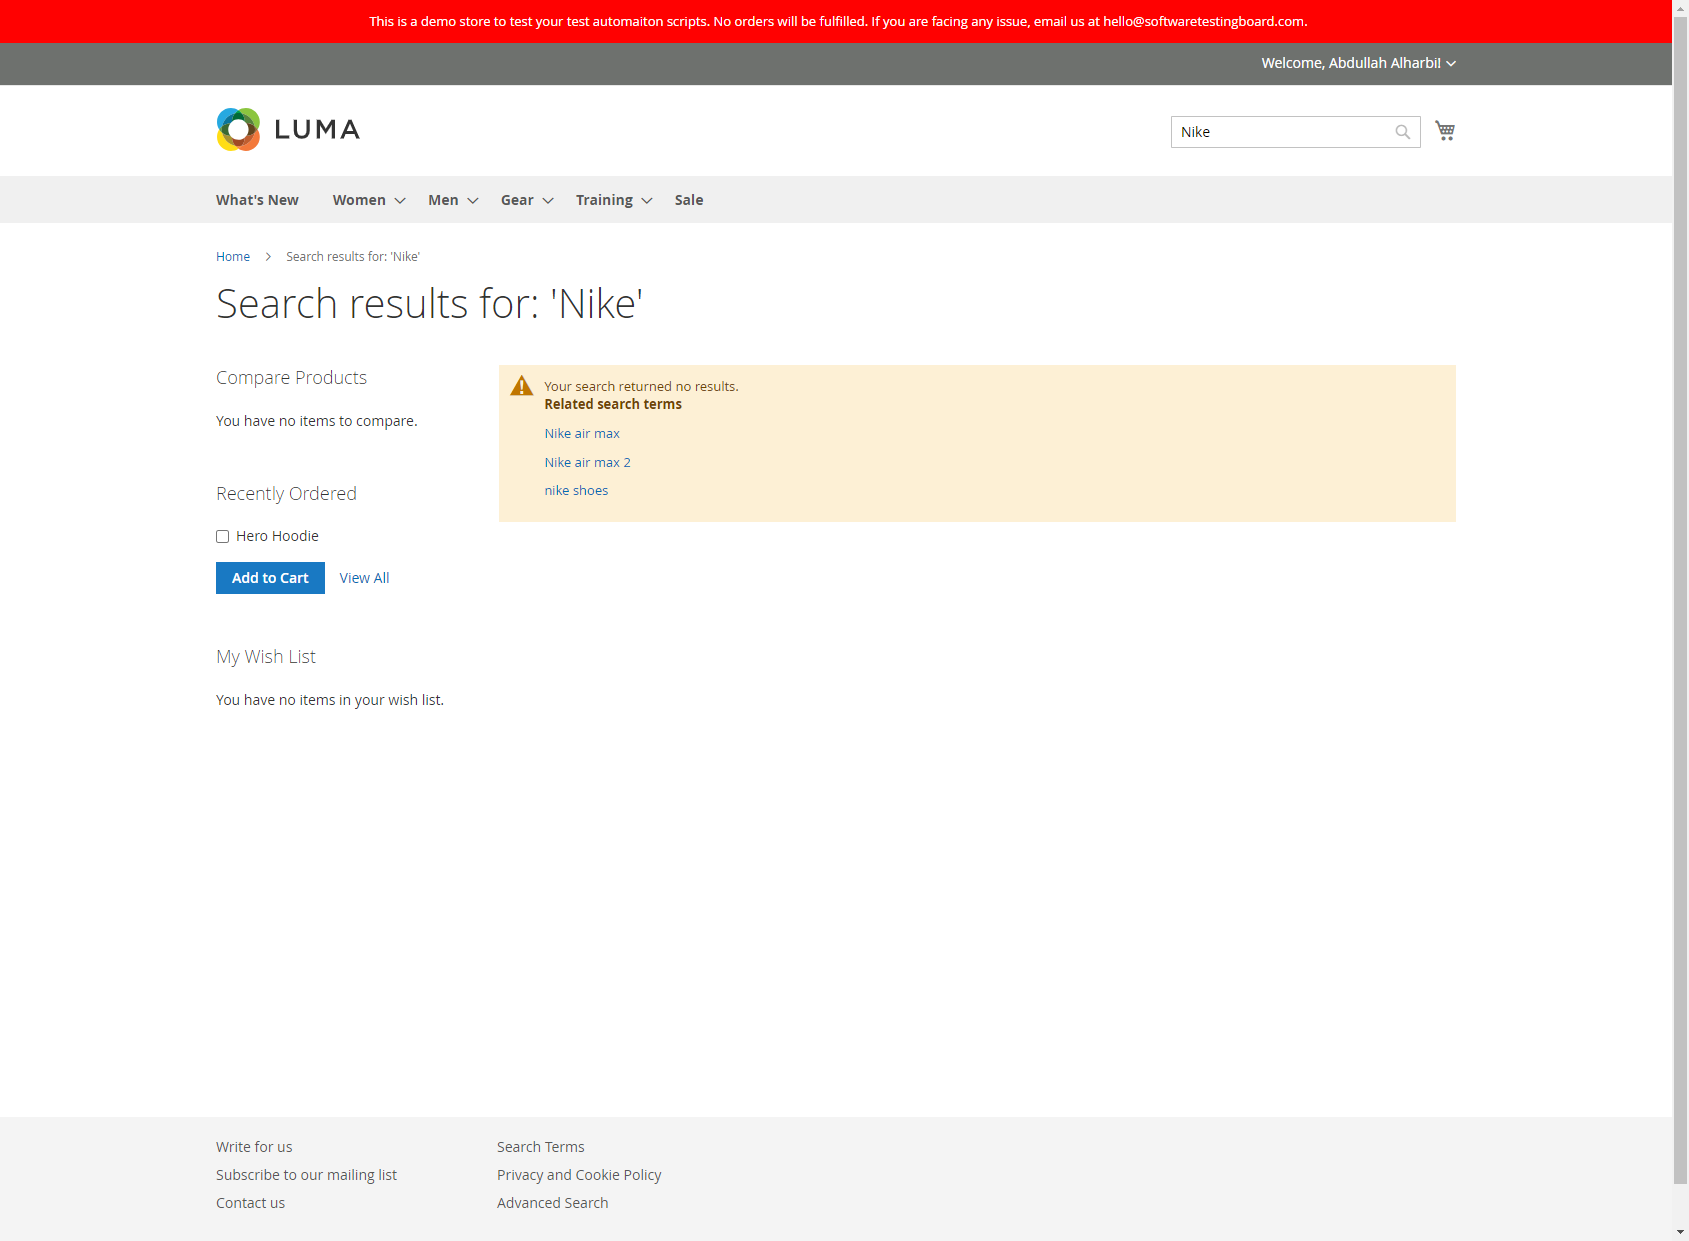 This is a demo store to test your test automaiton scripts. No orders will be fulfilled. If you are facing any issue, email us at hello@softwaretestingboard.com.
Welcome, Abdullah Alharbi!
LUMA
Nike
What's New Women Men Gear Training Sale
Home Search results for: 'Nike'
Search results for: 'Nike'
Compare Products
You have no items to compare.
Recently Ordered
Hero Hoodie
Add to Cart View All
My Wish List
You have no items in your wish list.
Your search returned no results.
Related search terms
Nike air max
Nike air max 2
nike shoes
Write for us
Subscribe to our mailing list
Contact us
Search Terms
Privacy and Cookie Policy
Advanced Search